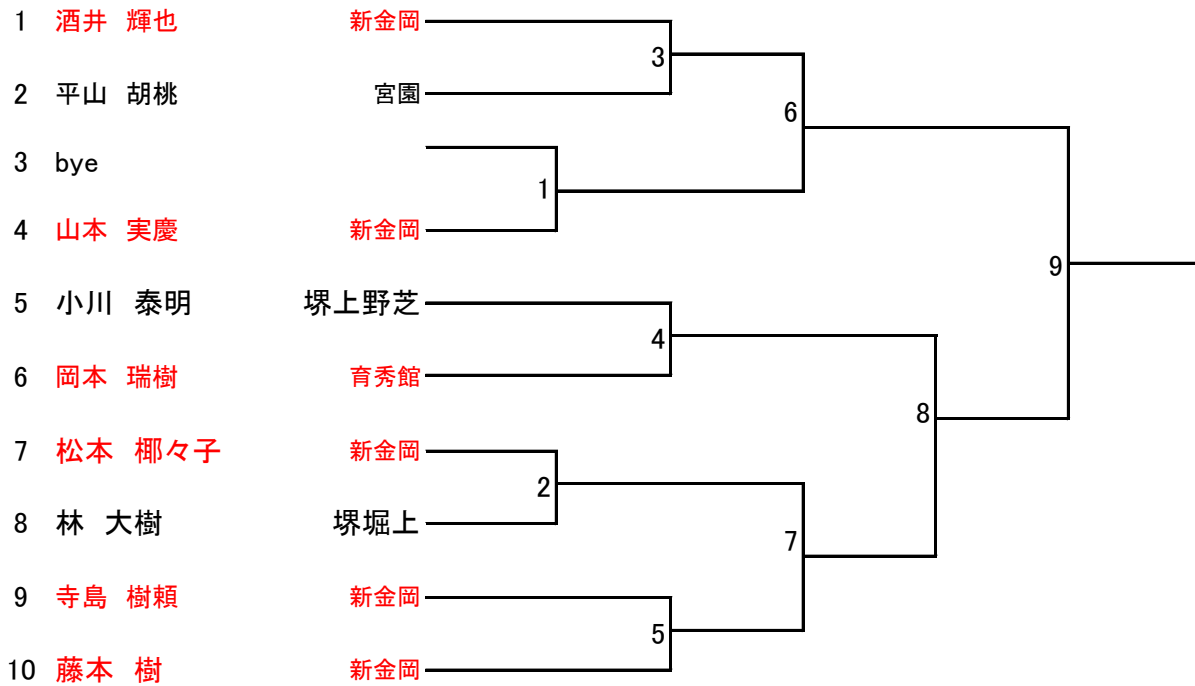 1 酒井 輝也 新金岡
3
2 平山 胡桃 宮園
6
3 bye
1
4 山本 実慶 新金岡
9
5 小川 泰明 堺上野芝
4
6 岡本 瑞樹 育秀館
8
7 松本 椰々子 新金岡
2
8 林 大樹 堺堀上
7
9 寺島 樹頼 新金岡
5
10 藤本 樹 新金岡